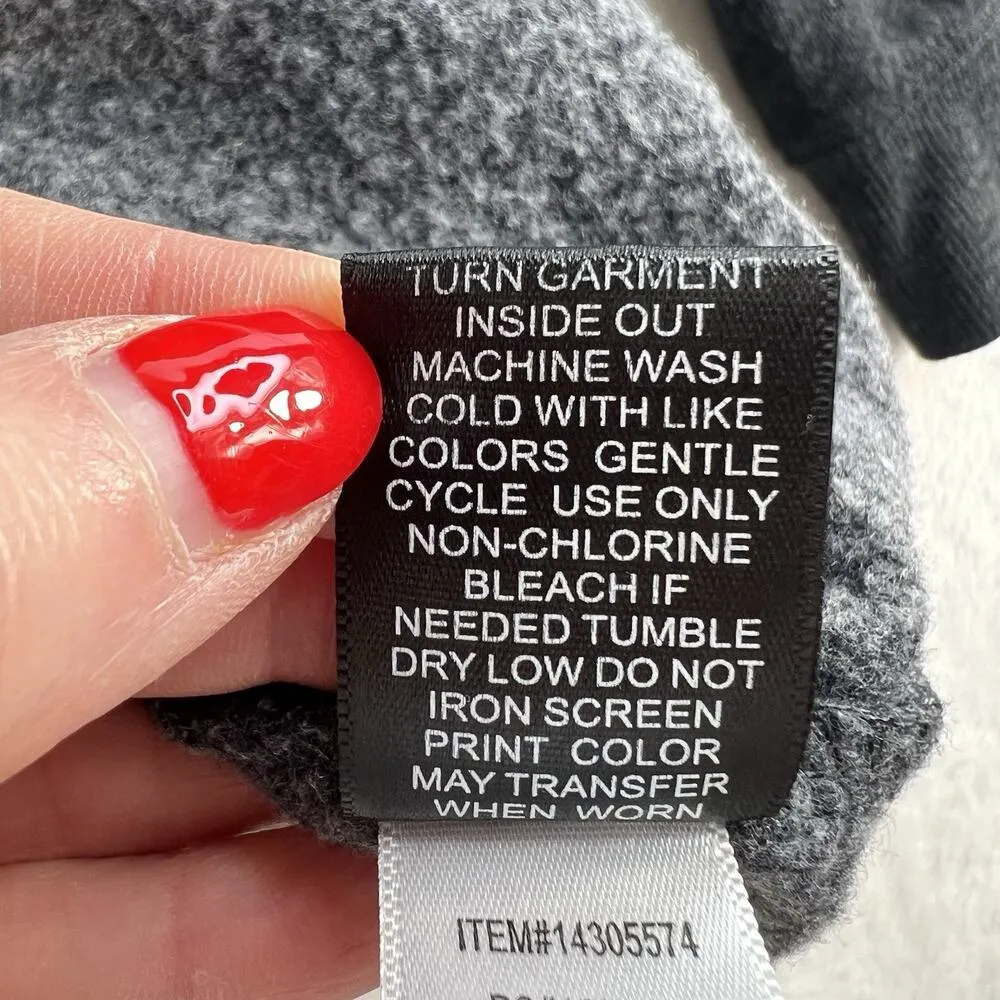 TURN GARMENT
INSIDE OUT
MACHINE WASH
COLD WITH LIKE
COLORS GENTLE
CYCLE USE ONLY
NON-CHLORINE
BLEACH IF
NEEDED TUMBLE
DRY LOW DO NOT
IRON SCREEN
PRINT COLOR
MAY TRANSFER
WHEN WORN
ITEM#14305574